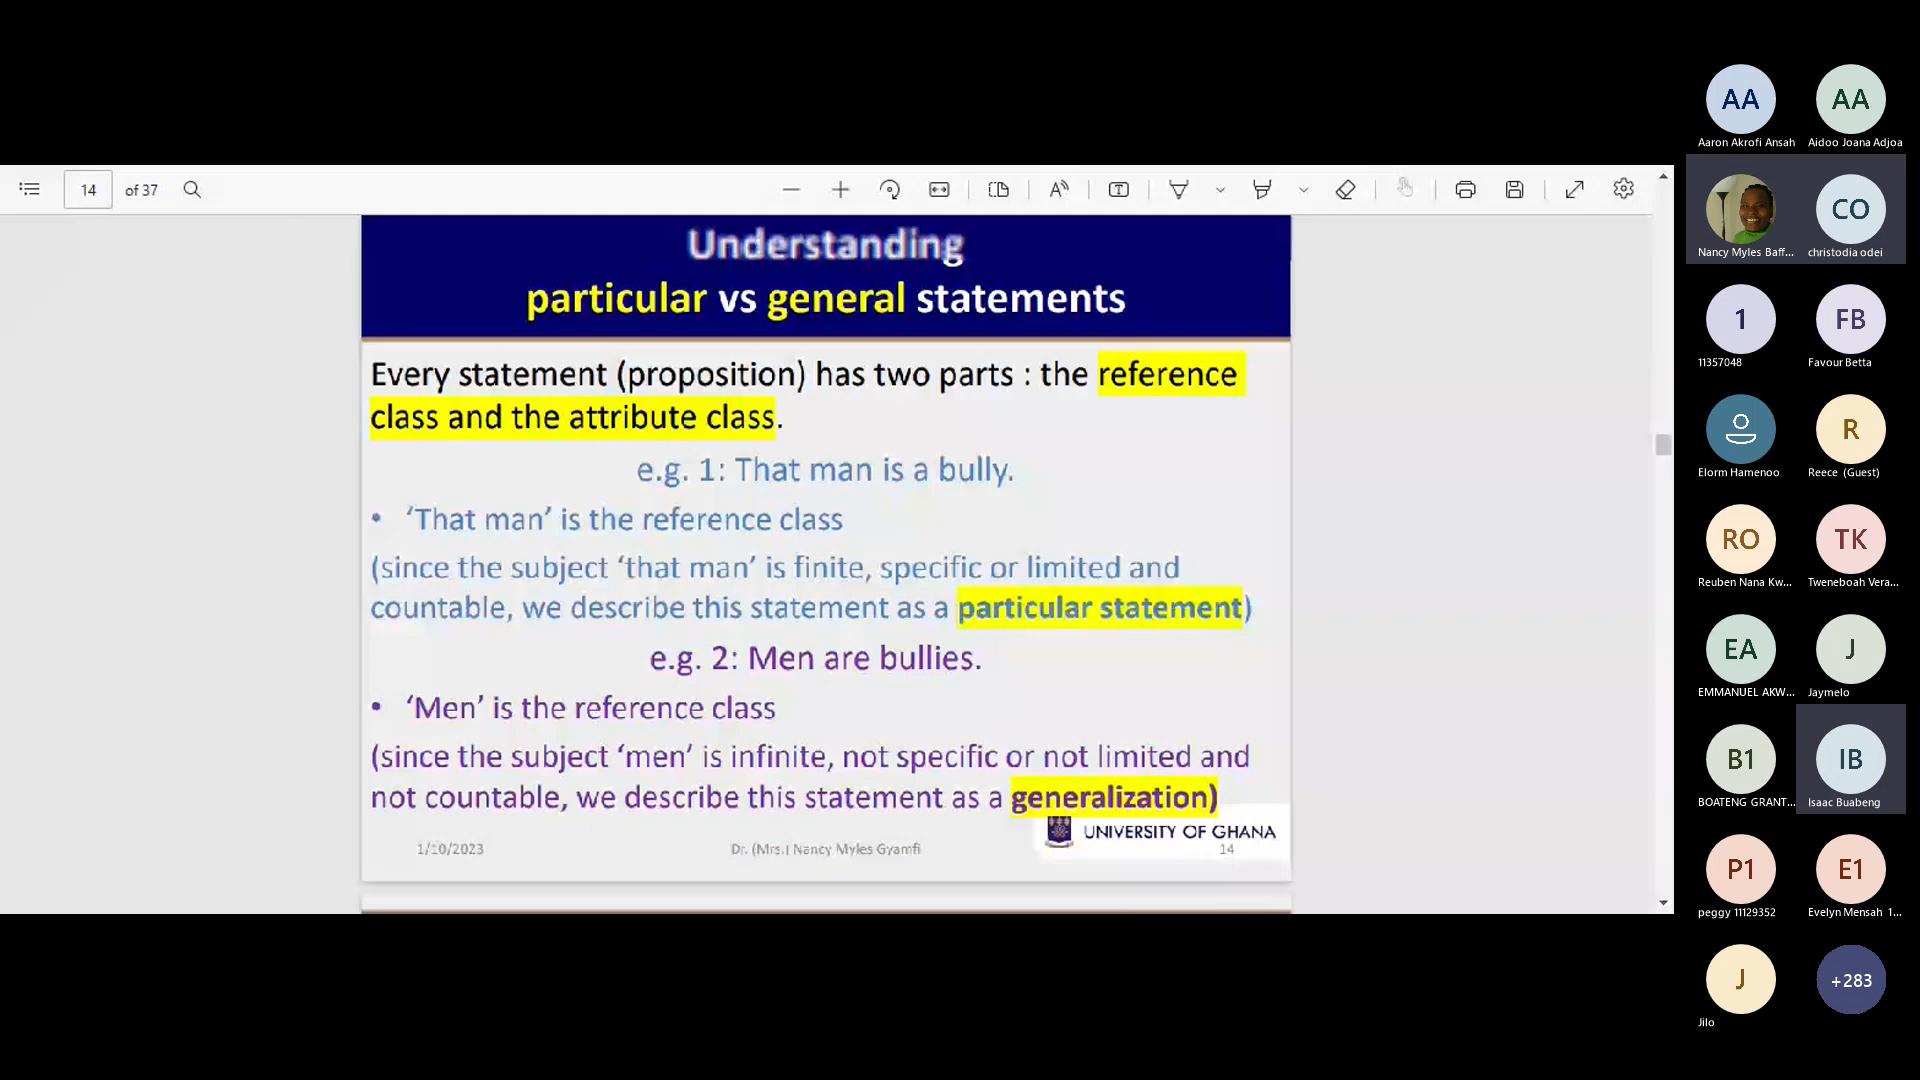 14 of 37
Understanding
particular vs general statements
Every statement (proposition) has two parts : the reference
class and the attribute class.
e.g. 1: That man is a bully.
• ‘That man’ is the reference class
(since the subject ‘that man’ is finite, specific or limited and
countable, we describe this statement as a particular statement)
e.g. 2: Men are bullies.
• ‘Men’ is the reference class
(since the subject ‘men’ is infinite, not specific or not limited and
not countable, we describe this statement as a generalization)
UNIVERSITY OF GHANA
1/10/2023 Dr. (Mrs.) Nancy Myles Gyamfi 14
AA AA
Aaron Akrofi Ansah Aidoo Joana Adjoa
CO
Nancy Myles Baff... christodia odei
1 FB
11357048 Favour Betta
R
Elorm Hamenoo Reece (Guest)
RO TK
Reuben Nana Kw... Tweneboah Vera...
EA J
EMMANUEL AKW... Jaymelo
B1 IB
BOATENG GRANT... Isaac Buabeng
P1 E1
peggy 11129352 Evelyn Mensah 1...
J +283
Jilo